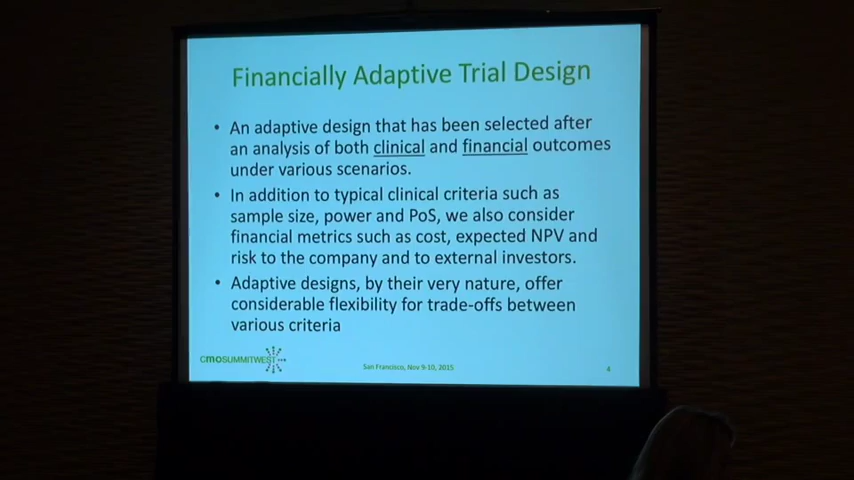 Financially Adaptive Trial Design
• An adaptive design that has been selected after
an analysis of both clinical and financial outcomes
under various scenarios.
• In addition to typical clinical criteria such as
sample size, power and PoS, we also consider
financial metrics such as cost, expected NPV and
risk to the company and to external investors.
• Adaptive designs, by their very nature, offer
considerable flexibility for trade-offs between
various criteria
CMOSUMMITWEST
San Francisco, Nov 9-10, 2015
4